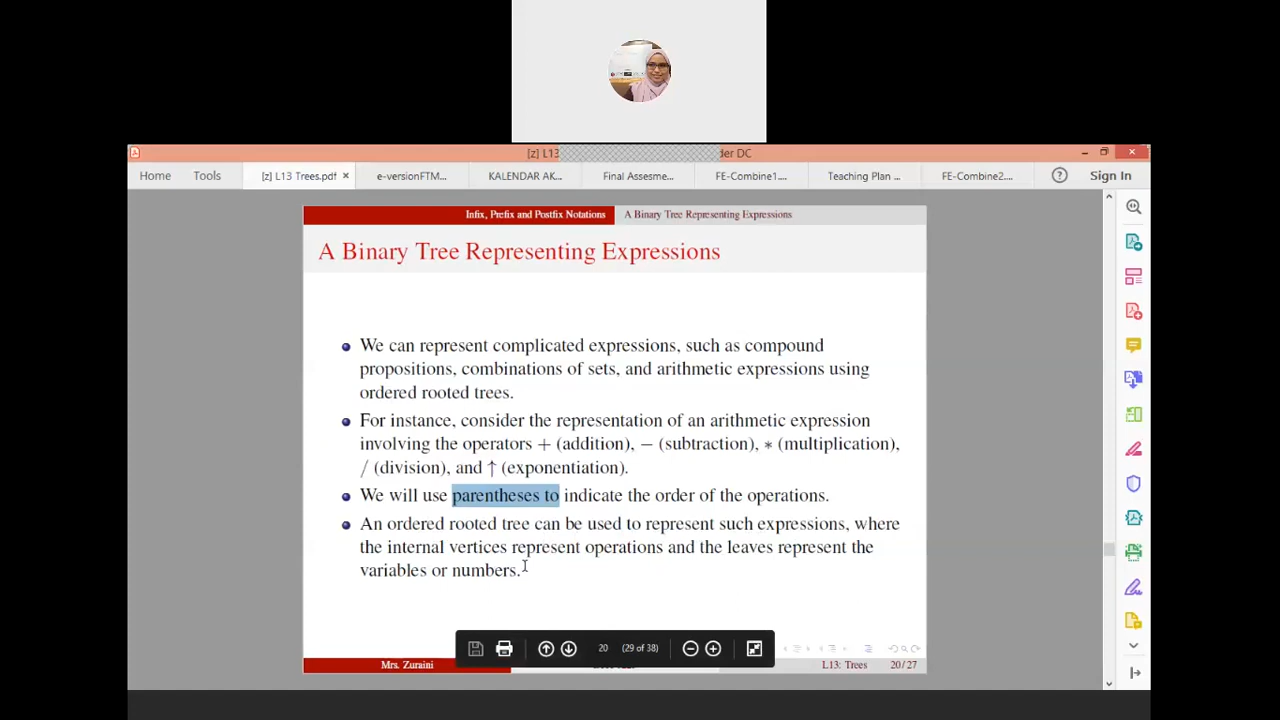 [z] L13
der DC
Home
Tools
[z] L13 Trees.pdf
e-versionFTM...
KALENDAR AK...
Final Assesme...
FE-Combine1....
Teaching Plan ...
FE-Combine2....
Sign In
Infix, Prefix and Postfix Notations
A Binary Tree Representing Expressions
A Binary Tree Representing Expressions
We can represent complicated expressions, such as compound
propositions, combinations of sets, and arithmetic expressions using
ordered rooted trees.
For instance, consider the representation of an arithmetic expression
involving the operators + (addition), − (subtraction), * (multiplication),
/ (division), and ↑ (exponentiation).
We will use parentheses to indicate the order of the operations.
An ordered rooted tree can be used to represent such expressions, where
the internal vertices represent operations and the leaves represent the
variables or numbers.
20 (29 of 38)
Mrs. Zuraini
L13: Trees
20/27